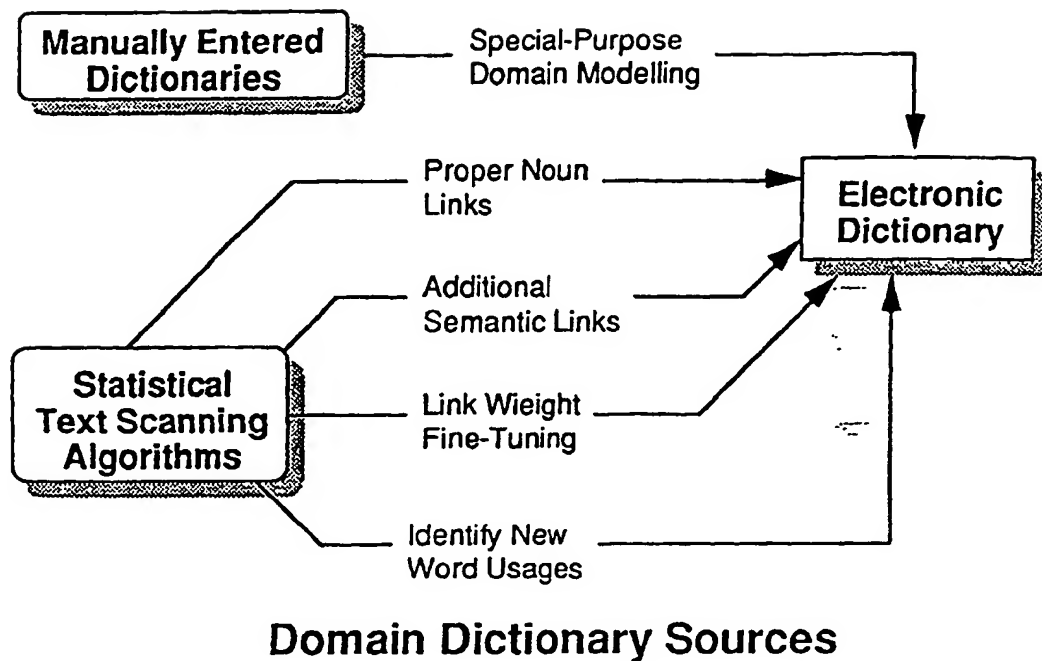 Manually Entered
Dictionaries
Special-Purpose
Domain Modelling
Proper Noun
Links
Electronic
Dictionary
Additional
Semantic Links
Statistical
Text Scanning
Algorithms
Link Wieight
Fine-Tuning
Identify New
Word Usages
Domain Dictionary Sources